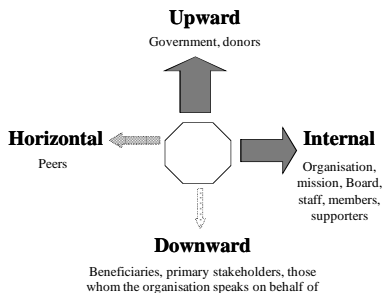 Upward
Government, donors
Horizontal
Peers
Internal
Organisation,
mission, Board,
staff, members,
supporters
Downward
Beneficiaries, primary stakeholders, those
whom the organisation speaks on behalf of